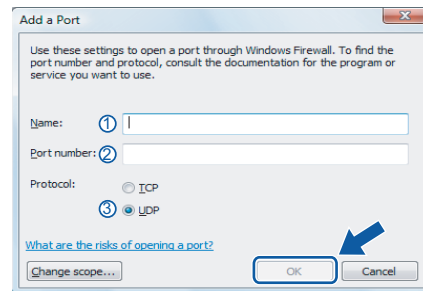 Add a Port
Use these settings to open a port through Windows Firewall. To find the
port number and protocol, consult the documentation for the program or
service you want to use.
Name: ①
Port number: ②
Protocol: TCP
③ UDP
What are the risks of opening a port?
Change scope... OK Cancel